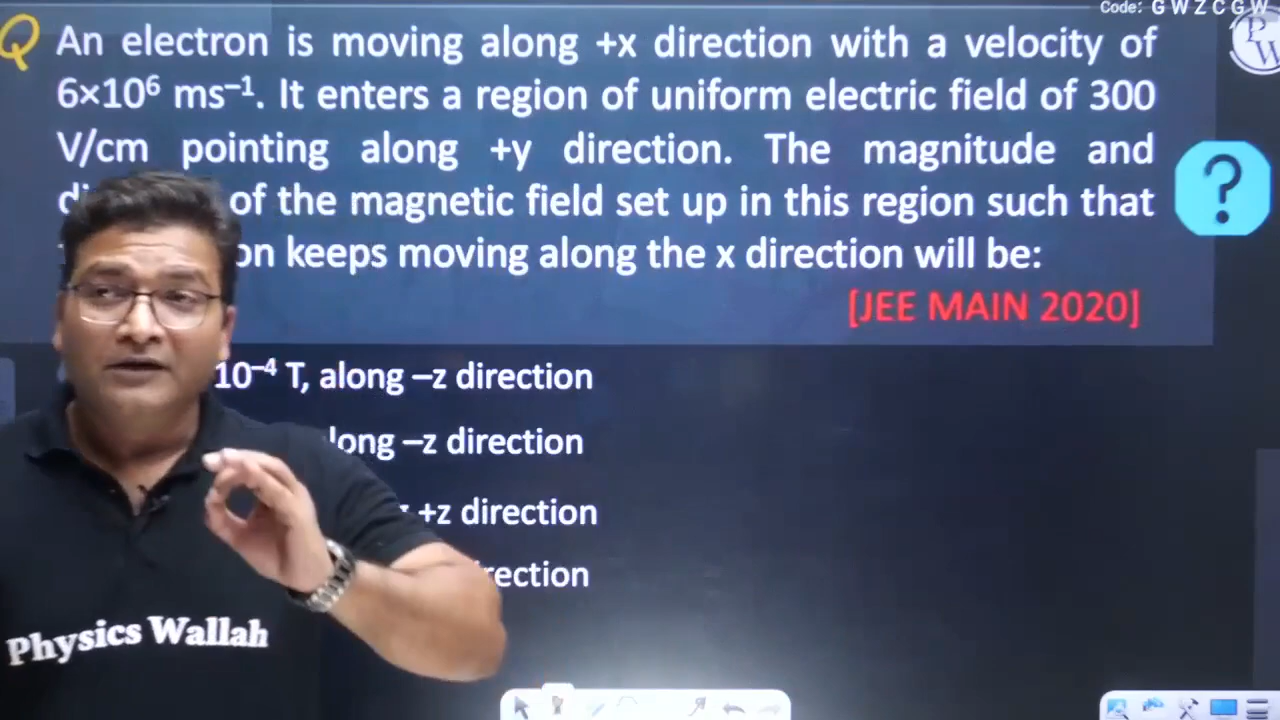 Code: G W Z C G W
Q An electron is moving along +x direction with a velocity of
6×10⁶ ms⁻¹. It enters a region of uniform electric field of 300
V/cm pointing along +y direction. The magnitude and
of the magnetic field set up in this region such that
keeps moving along the x direction will be:
[JEE MAIN 2020]
10⁻⁴ T, along –z direction
–z direction
+z direction
Physics Wallah
P
W
?